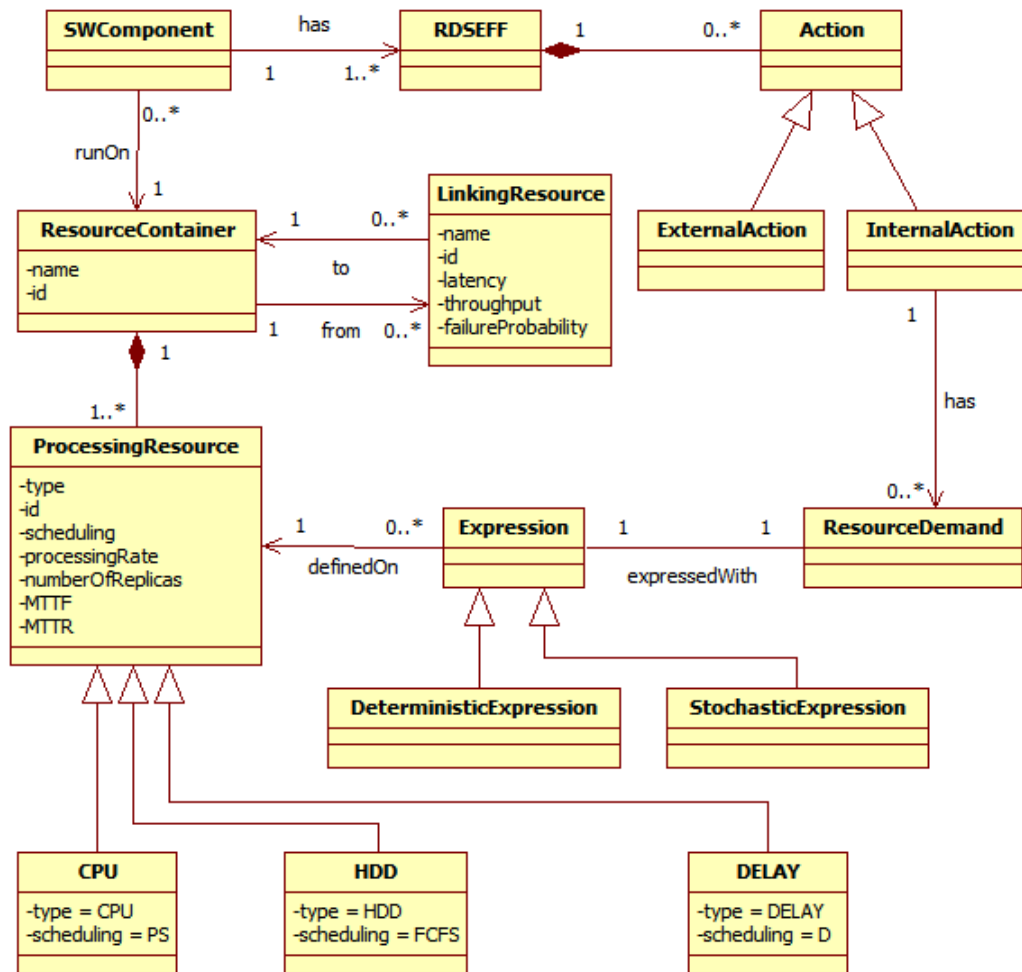 SWComponent
has
1
1..*
RDSEFF
1
0..*
Action
0..*
runOn
1
ResourceContainer
-name
-id
1
0..*
to
1
from
0..*
LinkingResource
-name
-id
-latency
-throughput
-failureProbability
ExternalAction
InternalAction
1
has
0..*
1
1..*
ProcessingResource
-type
-id
-scheduling
-processingRate
-numberOfReplicas
-MTTF
-MTTR
1
0..*
definedOn
Expression
1
1
expressedWith
ResourceDemand
DeterministicExpression
StochasticExpression
CPU
-type = CPU
-scheduling = PS
HDD
-type = HDD
-scheduling = FCFS
DELAY
-type = DELAY
-scheduling = D